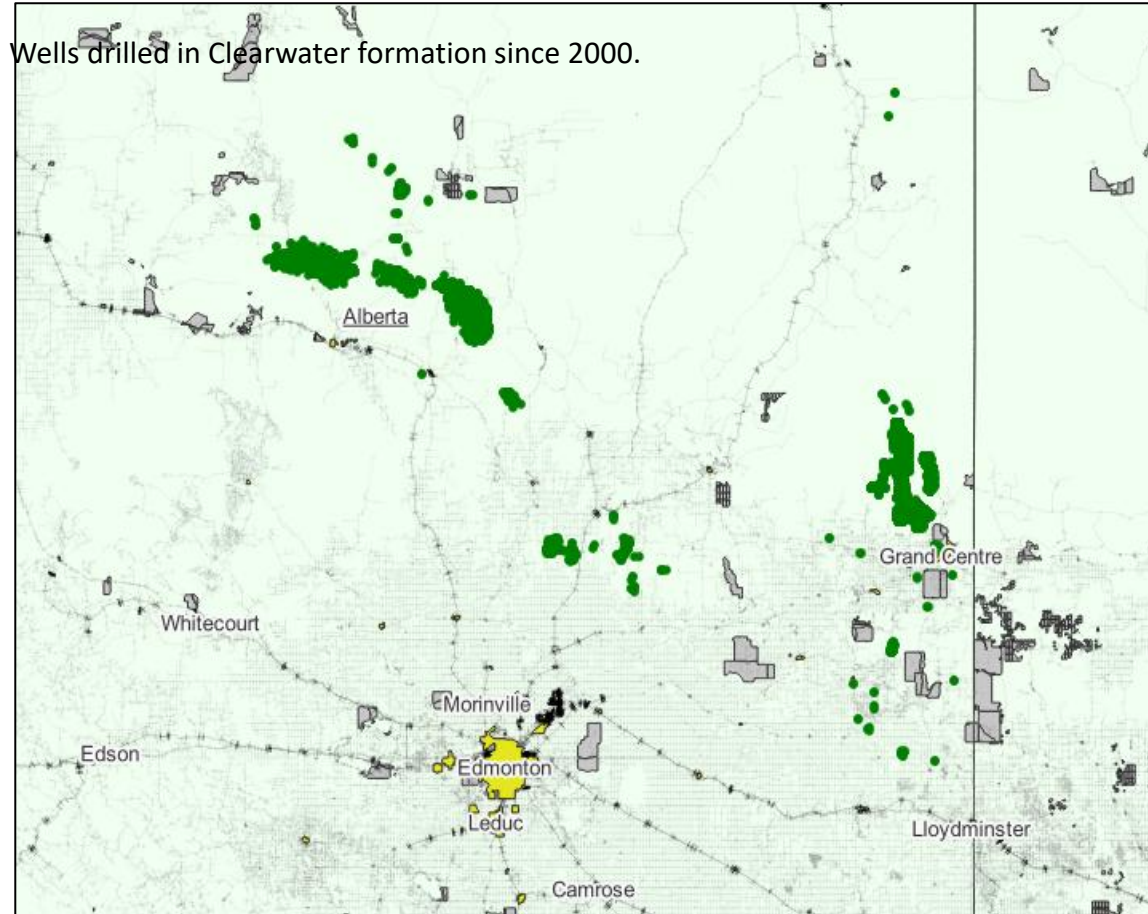 Wells drilled in Clearwater formation since 2000.
Alberta
Grand Centre
Whitecourt
Morinville
Edson
Edmonton
Leduc
Lloydminster
Camrose